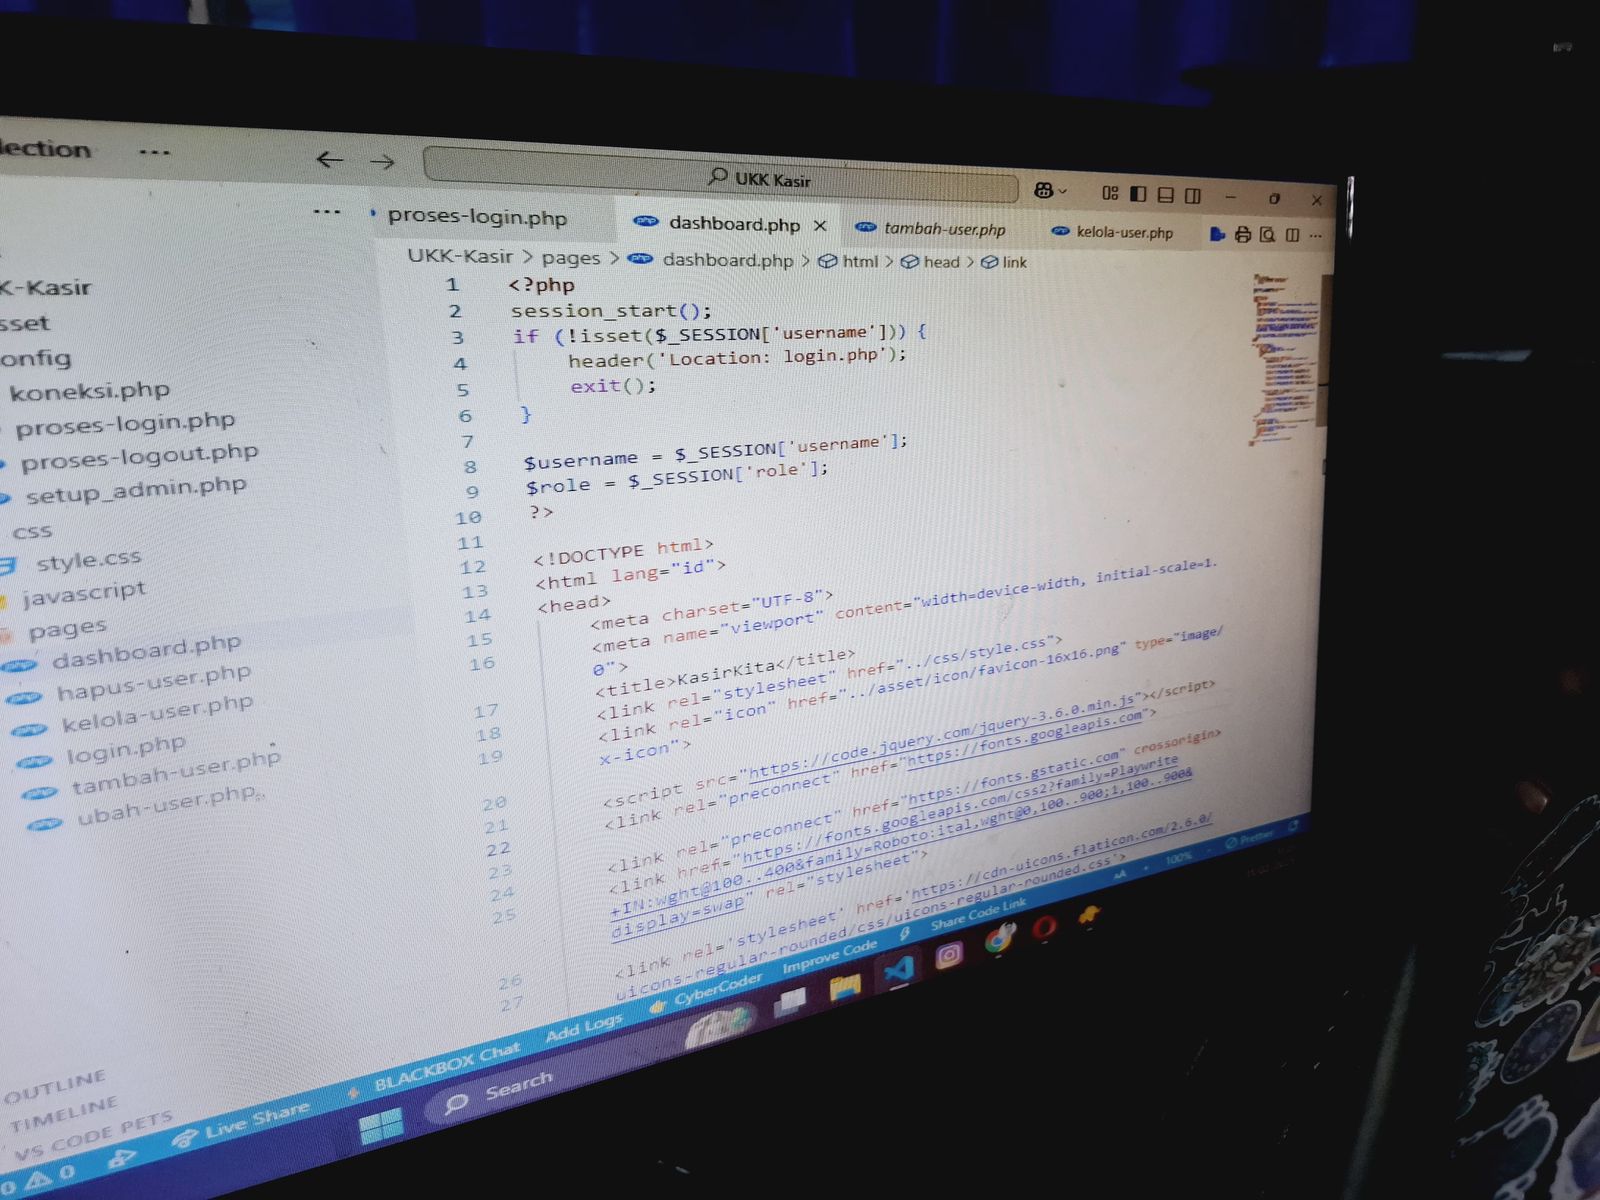 lection ...
UKK Kasir
...
proses-login.php
dashboard.php
tambah-user.php
kelola-user.php
UKK-Kasir > pages > dashboard.php > html > head > link
K-Kasir
sset
onfig
koneksi.php
proses-login.php
proses-logout.php
setup_admin.php
css
style.css
javascript
pages
dashboard.php
hapus-user.php
kelola-user.php
login.php
tambah-user.php
ubah-user.php
OUTLINE
TIMELINE
VS CODE PETS
1 <?php
2 session_start();
3 if (!isset($_SESSION['username'])) {
4 header('Location: login.php');
5 exit();
6 }
7
8 $username = $_SESSION['username'];
9 $role = $_SESSION['role'];
10 ?>
11
12 <!DOCTYPE html>
13 <html lang="id">
14 <head>
15 <meta charset="UTF-8">
16 <meta name="viewport" content="width=device-width, initial-scale=1.
0">
17 <title>KasirKita</title>
18 <link rel="stylesheet" href="../css/style.css">
19 <link rel="icon" href="../asset/icon/favicon-16x16.png" type="image/
x-icon">
20 <script src="https://code.jquery.com/jquery-3.6.0.min.js"></script>
21 <link rel="preconnect" href="https://fonts.googleapis.com">
22
23 <link rel="preconnect" href="https://fonts.gstatic.com" crossorigin>
24 <link href="https://fonts.googleapis.com/css2?family=Playwrite
25 +IN:wght@100..400&family=Roboto:ital,wght@0,100..900;1,100..900&
display=swap" rel="stylesheet">
26 <link rel='stylesheet' href='https://cdn-uicons.flaticon.com/2.6.0/
27 uicons-regular-rounded/css/uicons-regular-rounded.css'>
0 0 Live Share BLACKBOX Chat Add Logs CyberCoder Improve Code Share Code Link AA 100% Prettier
Search